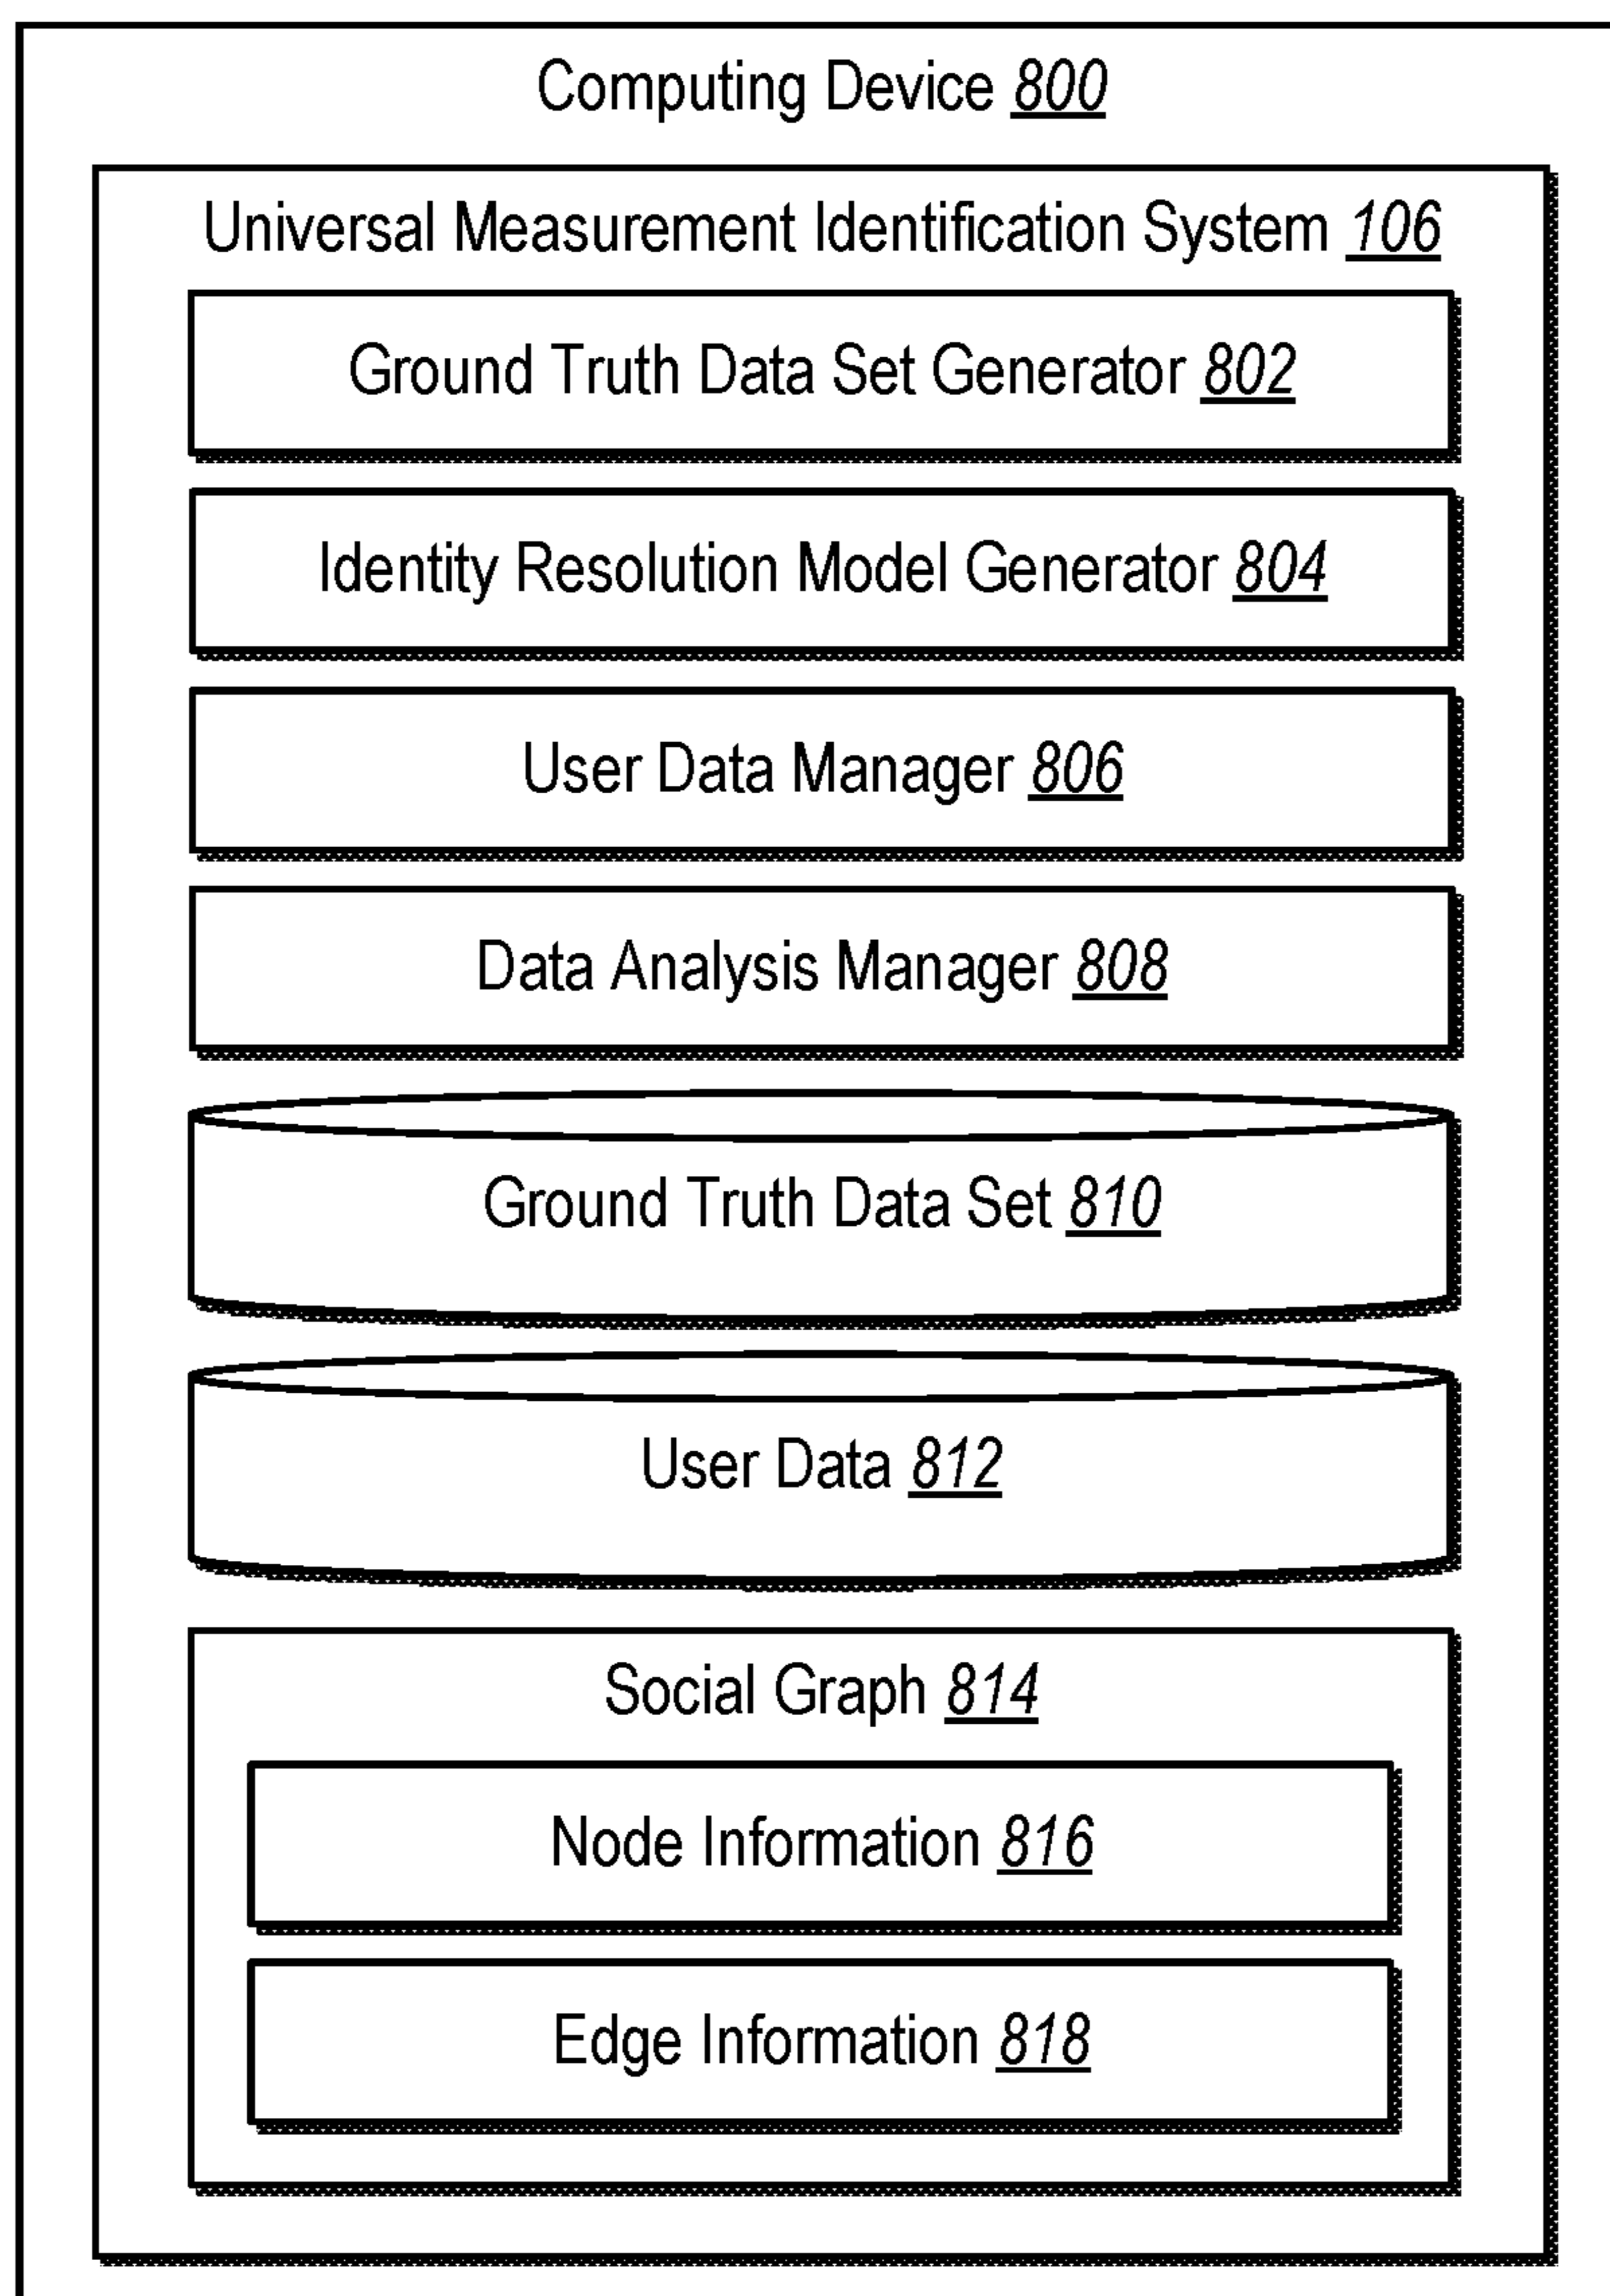 Computing Device 800
Universal Measurement Identification System 106
Ground Truth Data Set Generator 802
Identity Resolution Model Generator 804
User Data Manager 806
Data Analysis Manager 808
Ground Truth Data Set 810
User Data 812
Social Graph 814
Node Information 816
Edge Information 818